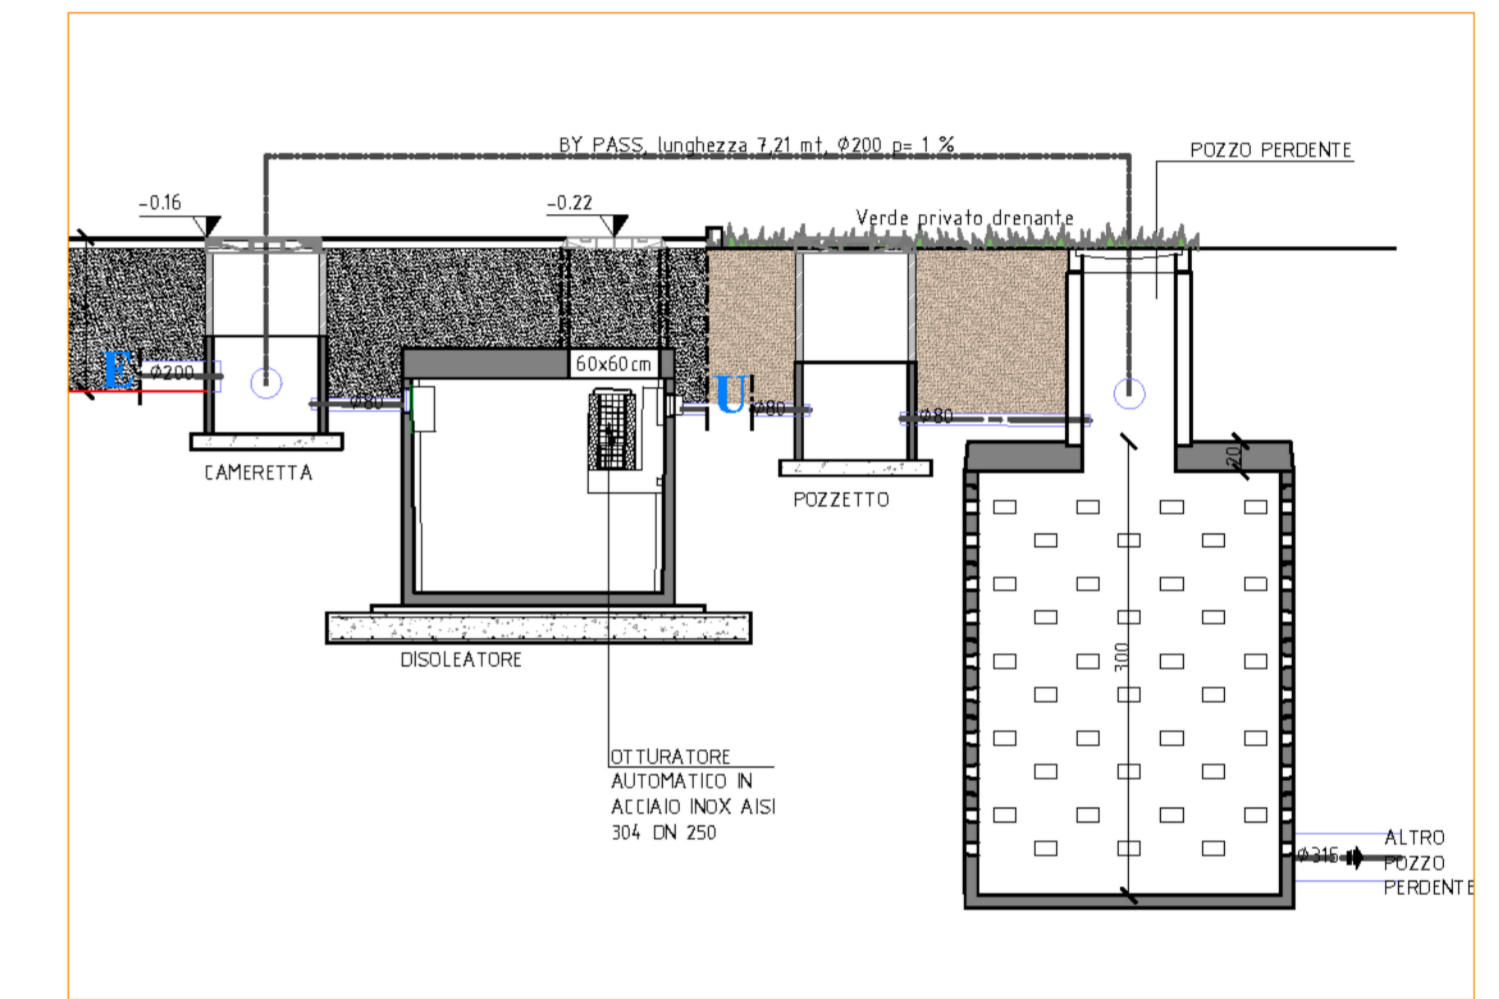 BY PASS, lunghezza 7,21 mt, Ø200 p= 1 %
POZZO PERDENTE
-0.16
-0.22
Verde privato drenante
E
Ø200
Ø80
60x60cm
U
Ø80
Ø80
CAMERETTA
20
POZZETTO
DISOLEATORE
300
OTTURATORE
AUTOMATICO IN
ACCIAIO INOX AISI
304 DN 250
Ø315
ALTRO
POZZO
PERDENTE